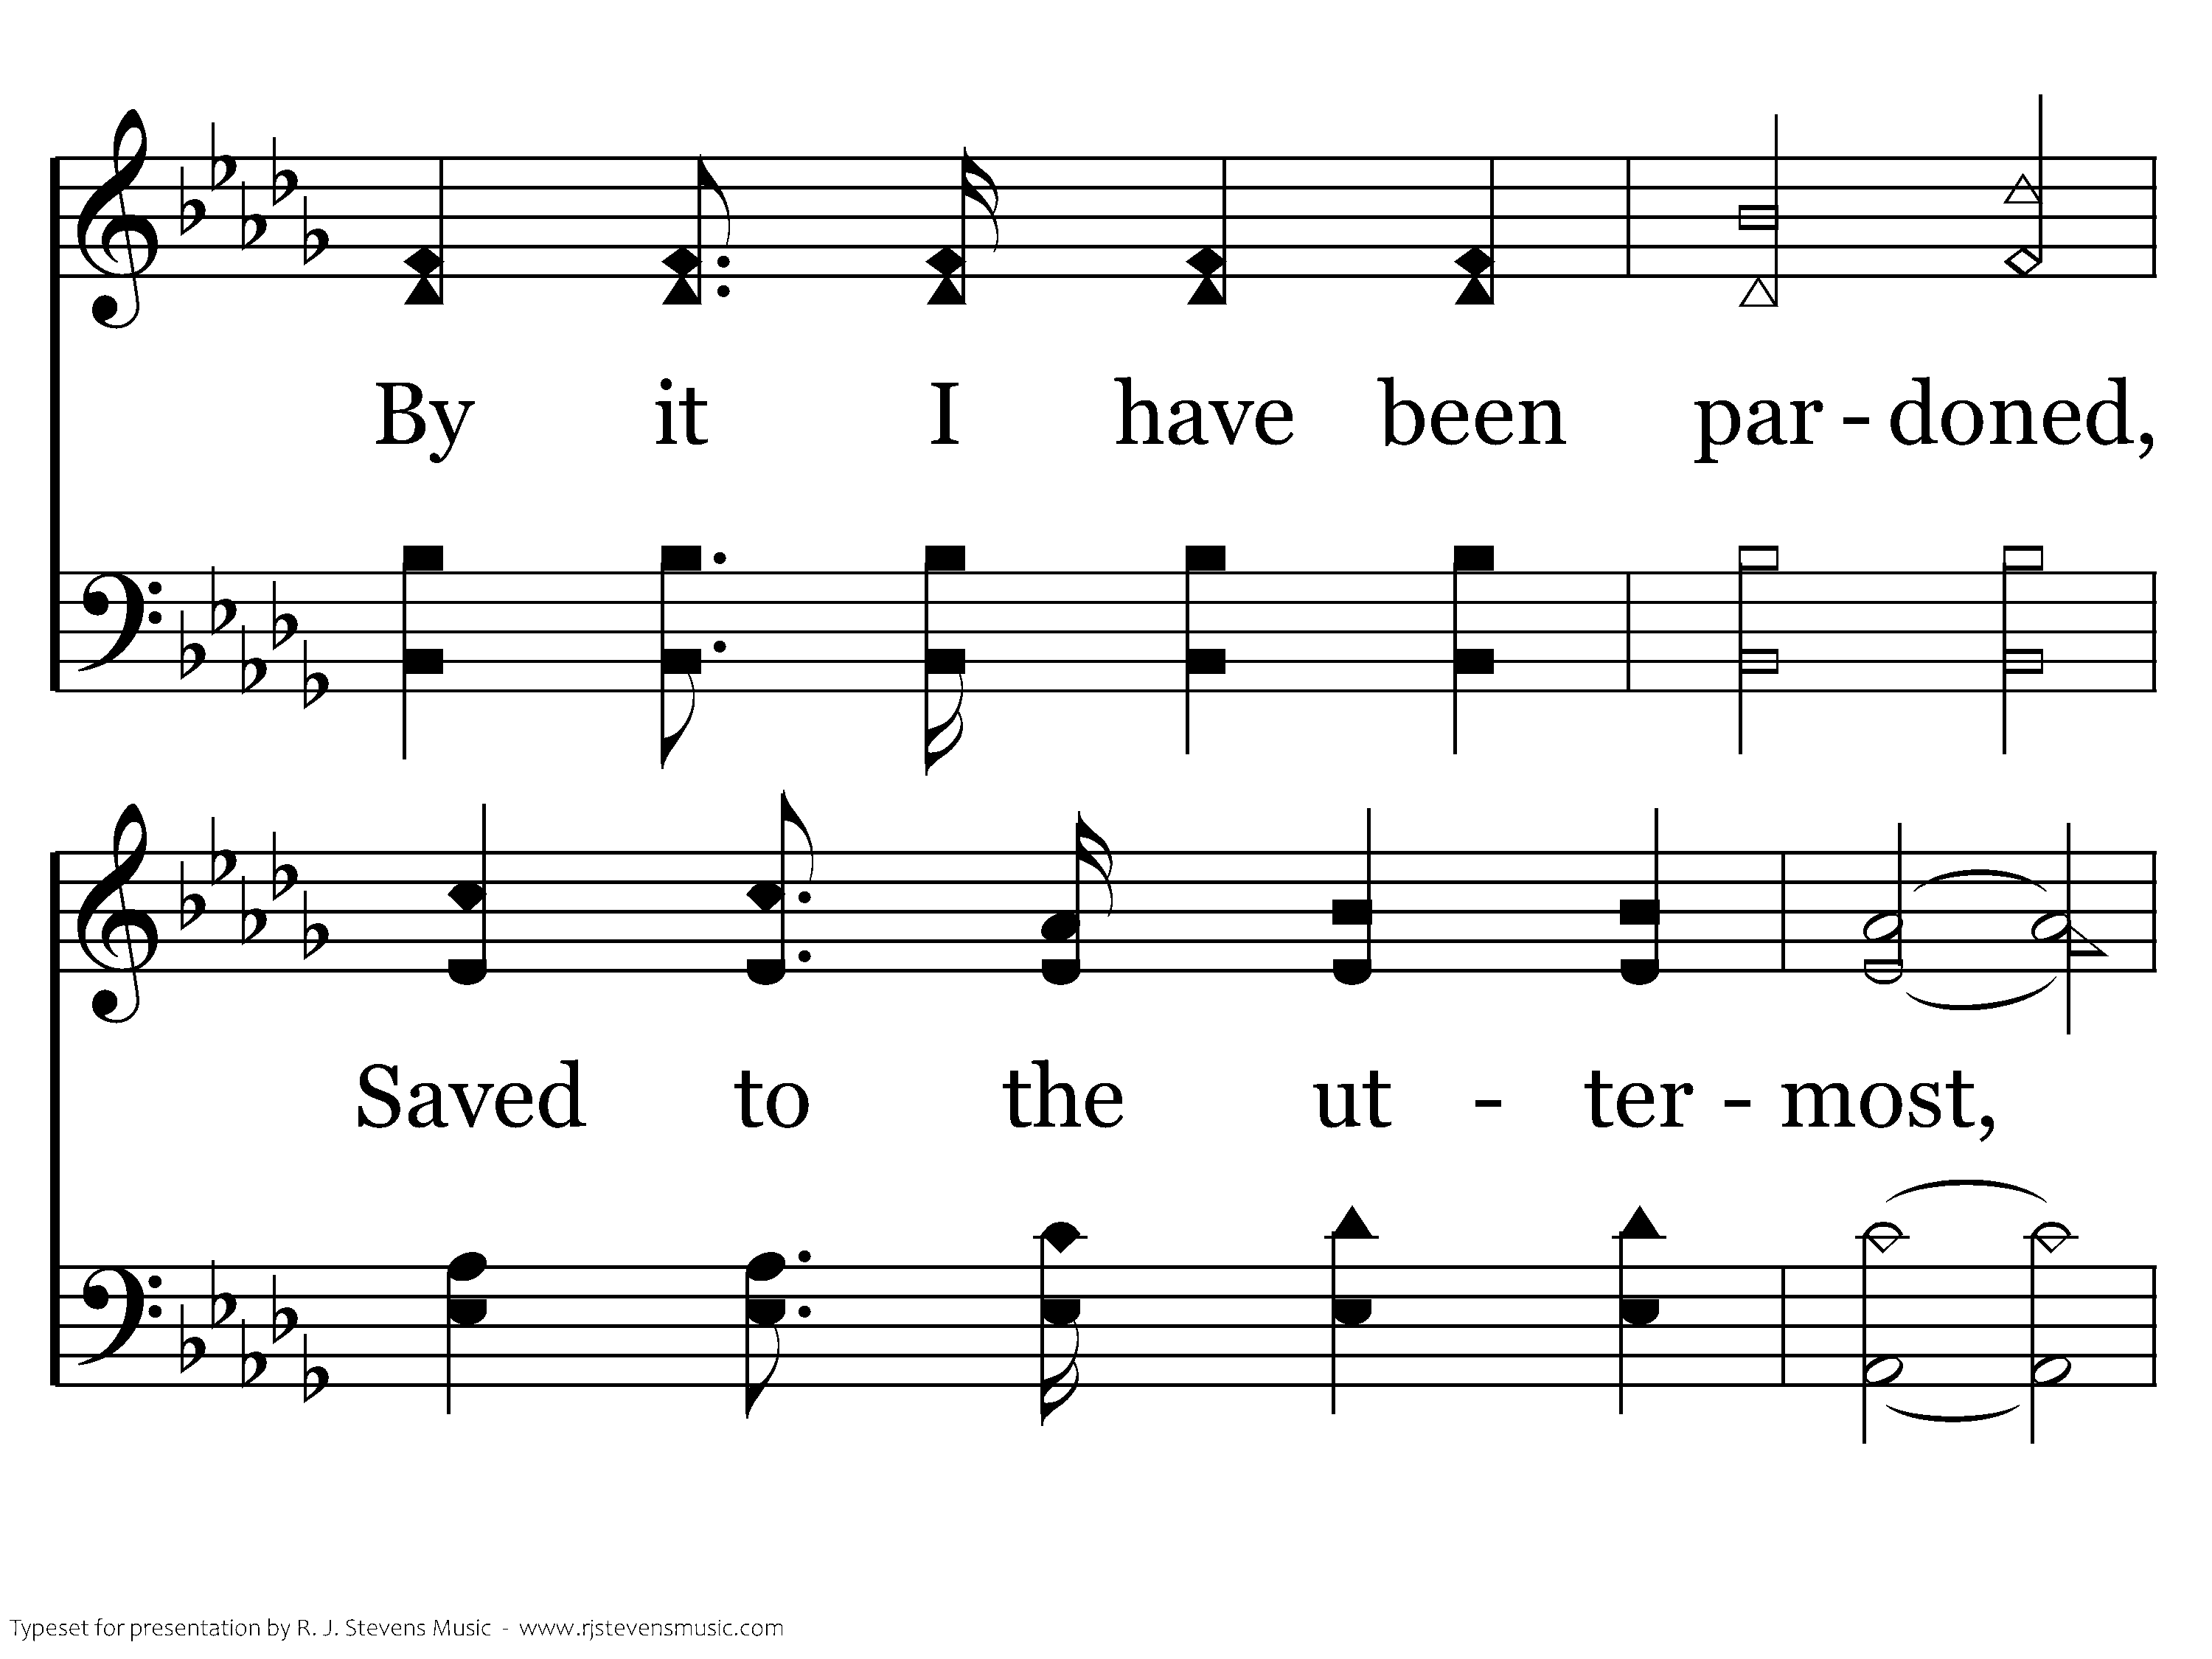 By it I have been par - doned,
Saved to the ut - ter - most,
Typeset for presentation by R. J. Stevens Music - www.rjstevensmusic.com